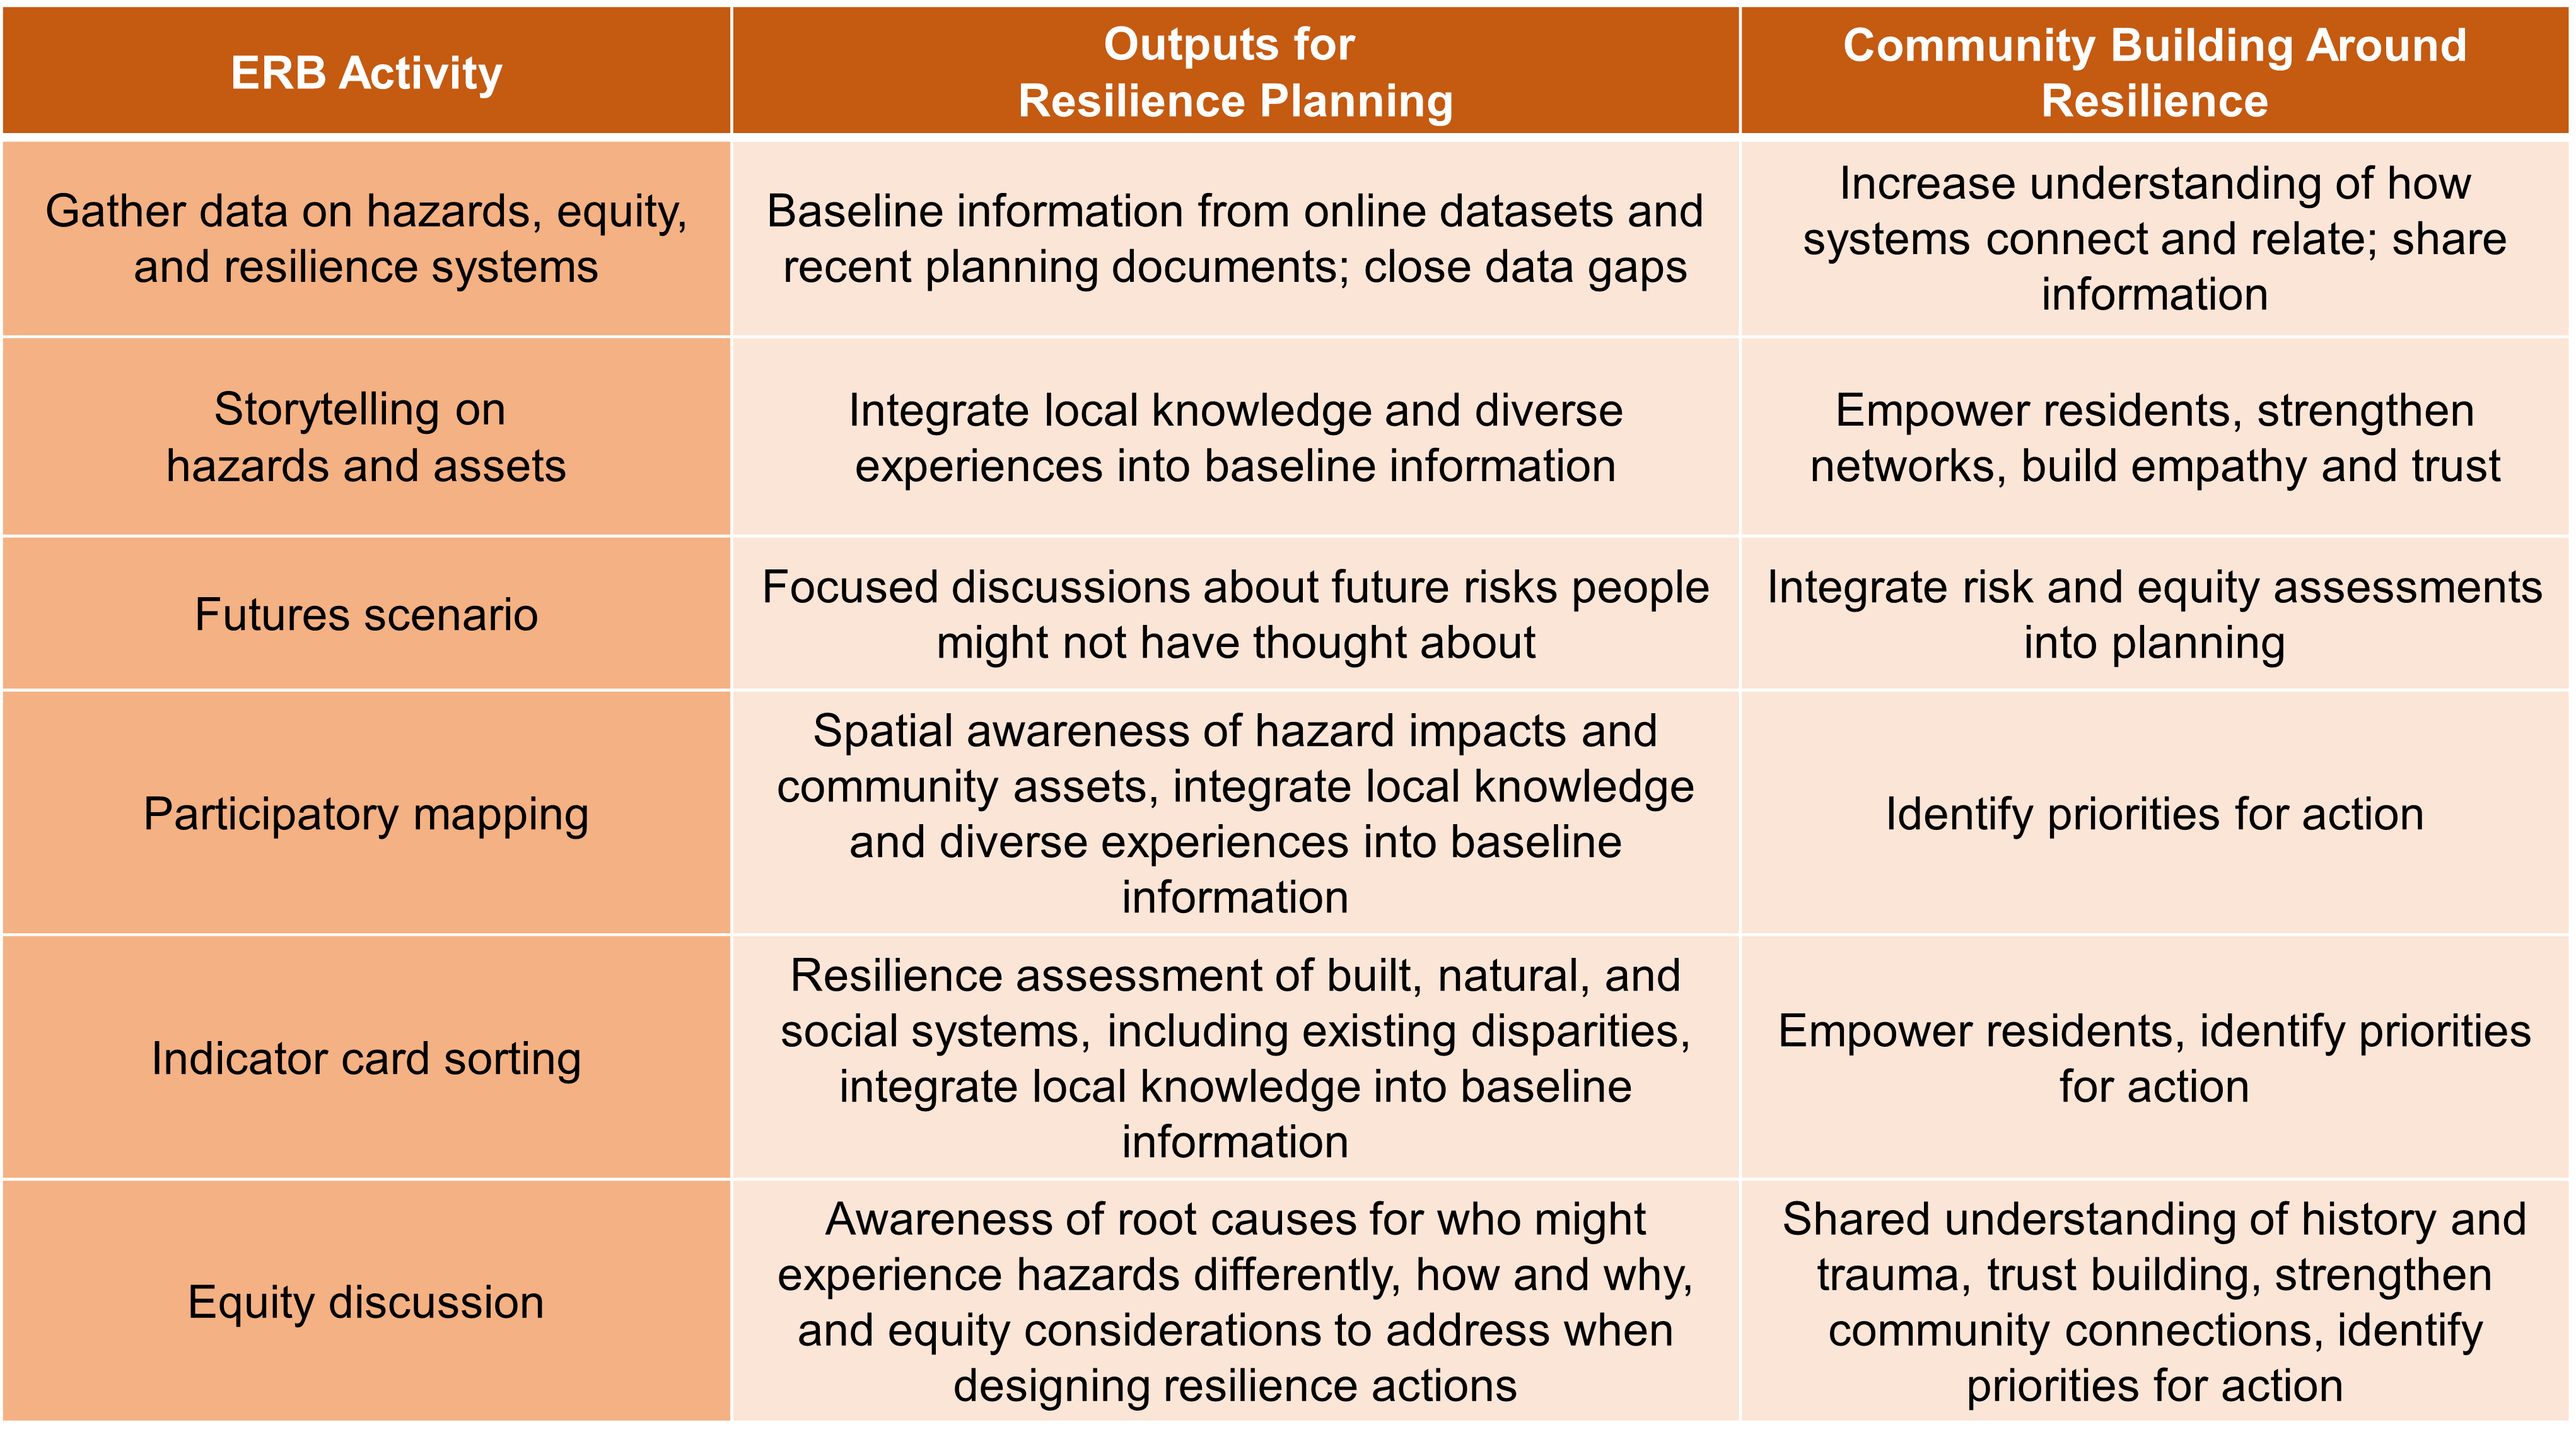 ERB Activity
Outputs for
Resilience Planning
Community Building Around
Resilience
Gather data on hazards, equity,
and resilience systems
Baseline information from online datasets and
recent planning documents; close data gaps
Increase understanding of how
systems connect and relate; share
information
Storytelling on
hazards and assets
Integrate local knowledge and diverse
experiences into baseline information
Empower residents, strengthen
networks, build empathy and trust
Futures scenario
Focused discussions about future risks people
might not have thought about
Integrate risk and equity assessments
into planning
Participatory mapping
Spatial awareness of hazard impacts and
community assets, integrate local knowledge
and diverse experiences into baseline
information
Identify priorities for action
Indicator card sorting
Resilience assessment of built, natural, and
social systems, including existing disparities,
integrate local knowledge into baseline
information
Empower residents, identify priorities
for action
Equity discussion
Awareness of root causes for who might
experience hazards differently, how and why,
and equity considerations to address when
designing resilience actions
Shared understanding of history and
trauma, trust building, strengthen
community connections, identify
priorities for action